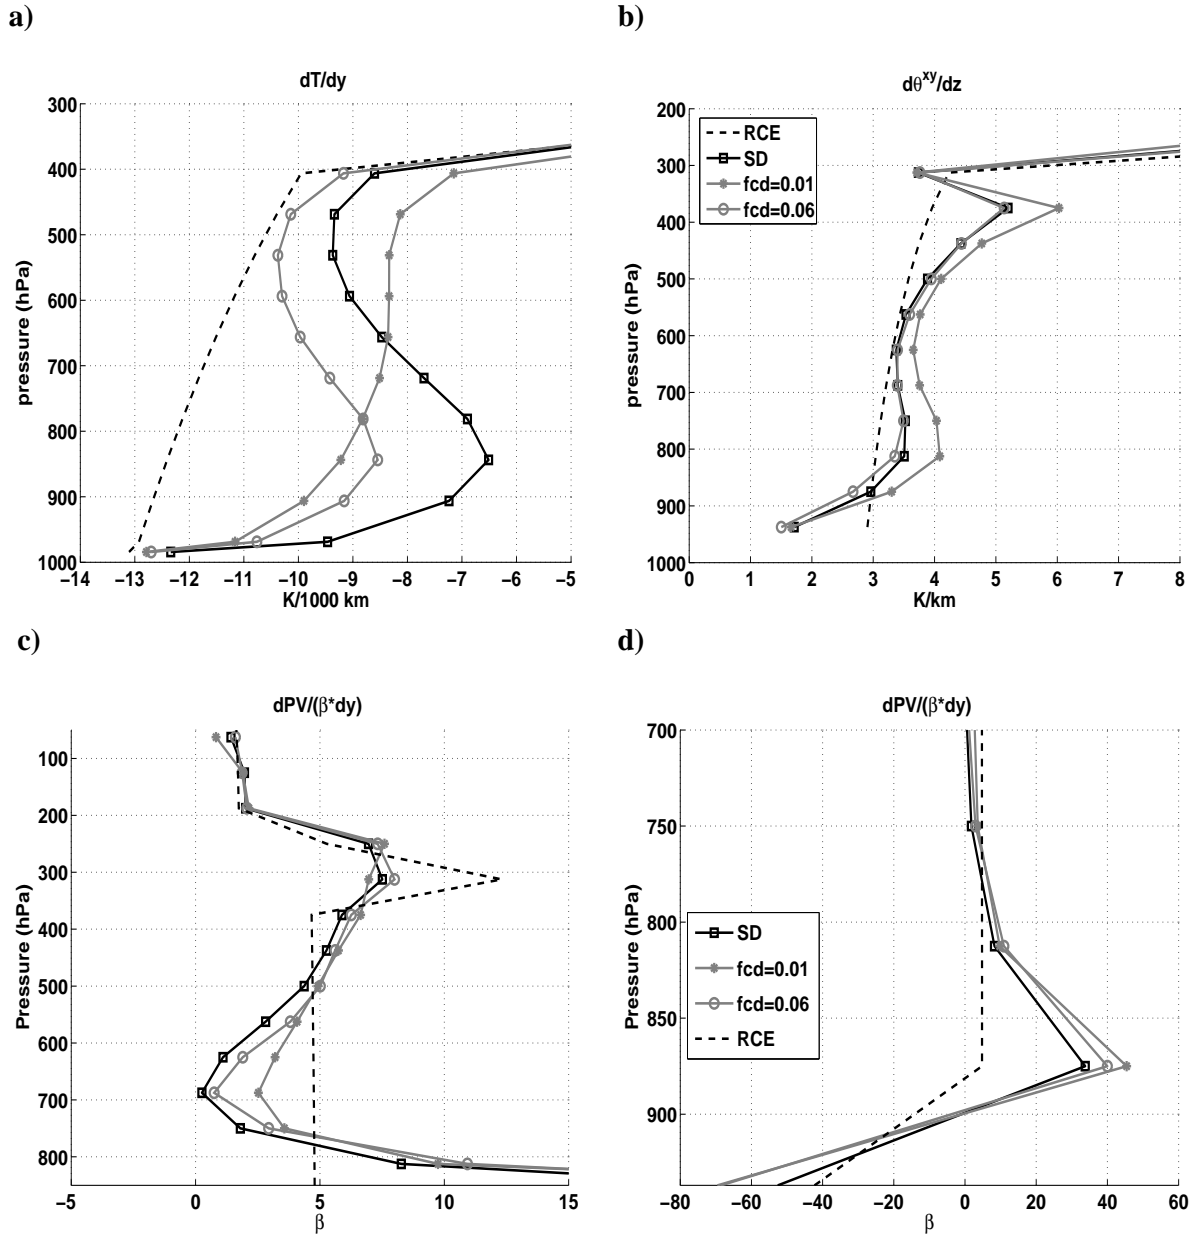 a)
dT/dy
300
400
500
600
700
800
900
1000
pressure (hPa)
−14 −13 −12 −11 −10 −9 −8 −7 −6 −5
K/1000 km
b)
dθxy/dz
200
300
400
500
600
700
800
900
1000
pressure (hPa)
RCE
SD
fcd=0.01
fcd=0.06
0 1 2 3 4 5 6 7 8
K/km
c)
dPV/(β*dy)
100
200
300
400
500
600
700
800
Pressure (hPa)
−5 0 5 10 15
β
d)
dPV/(β*dy)
700
750
800
850
900
Pressure (hPa)
SD
fcd=0.01
fcd=0.06
RCE
−80 −60 −40 −20 0 20 40 60
β